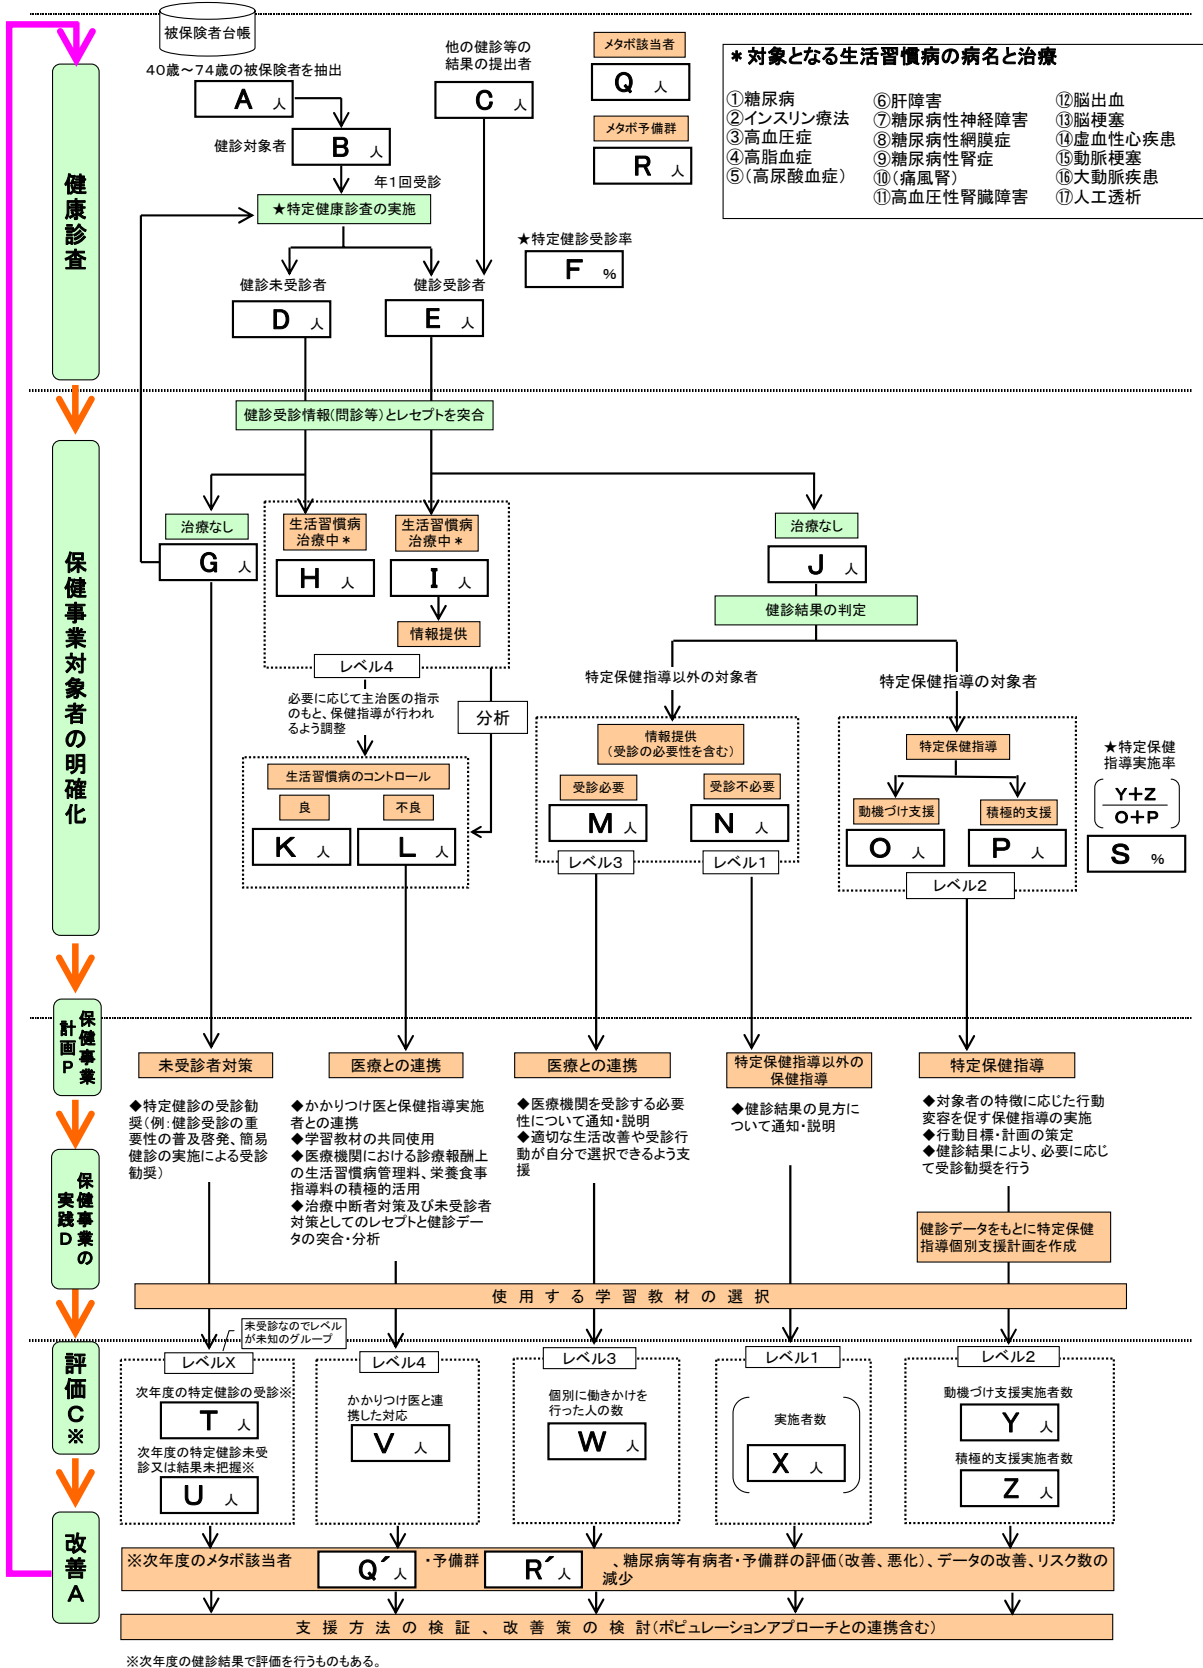 被保険者台帳
40歳～74歳の被保険者を抽出
A 人
健診対象者
B 人
他の健診等の
結果の提出者
C 人
年1回受診
★特定健康診査の実施
メタボ該当者
Q 人
メタボ予備群
R 人
＊対象となる生活習慣病の病名と治療
①糖尿病
②インスリン療法
③高血圧症
④高脂血症
⑤(高尿酸血症)
⑥肝障害
⑦糖尿病性神経障害
⑧糖尿病性網膜症
⑨糖尿病性腎症
⑩(痛風腎)
⑪高血圧性腎臓障害
⑫脳出血
⑬脳梗塞
⑭虚血性心疾患
⑮動脈梗塞
⑯大動脈疾患
⑰人工透析
★特定健診受診率
F %
健診未受診者
D 人
健診受診者
E 人
健康診査
健診受診情報(問診等)とレセプトを突合
保健事業対象者の明確化
治療なし
G 人
生活習慣病
治療中＊
H 人
生活習慣病
治療中＊
I 人
情報提供
レベル4
治療なし
J 人
健診結果の判定
必要に応じて主治医の指示
のもと、保健指導が行われ
るよう調整
分析
生活習慣病のコントロール
良
不良
K 人
L 人
特定保健指導以外の対象者
情報提供
(受診の必要性を含む)
受診必要
受診不必要
M 人
N 人
レベル3
レベル1
特定保健指導の対象者
特定保健指導
動機づけ支援
積極的支援
O 人
P 人
レベル2
★特定保健
指導実施率
Y+Z
O+P
S %
保健事業
計画P
未受診者対策
医療との連携
医療との連携
特定保健指導以外の
保健指導
特定保健指導
◆特定健診の受診勧
奨(例:健診受診の重
要性の普及啓発、簡易
健診の実施による受診
勧奨)
◆かかりつけ医と保健指導実施
者との連携
◆学習教材の共同使用
◆医療機関における診療報酬上
の生活習慣病管理料、栄養食事
指導料の積極的活用
◆治療中断者対策及び未受診者
対策としてのレセプトと健診デー
タの突合・分析
◆医療機関を受診する必要
性について通知・説明
◆適切な生活改善や受診行
動が自分で選択できるよう支
援
◆健診結果の見方に
ついて通知・説明
◆対象者の特徴に応じた行動
変容を促す保健指導の実施
◆行動目標・計画の策定
◆健診結果により、必要に応じ
て受診勧奨を行う
保健事業の
実践D
健診データをもとに特定保健
指導個別支援計画を作成
使用する学習教材の選択
未受診なのでレベル
が未知のグループ
評価C※
レベルX
次年度の特定健診の受診※
T 人
次年度の特定健診未受
診又は結果未把握※
U 人
レベル4
かかりつけ医と連
携した対応
V 人
レベル3
個別に働きかけを
行った人の数
W 人
レベル1
実施者数
X 人
レベル2
動機づけ支援実施者数
Y 人
積極的支援実施者数
Z 人
改善A
※次年度のメタボ該当者 Q´ 人 ・予備群 R´ 人 、糖尿病等有病者・予備群の評価(改善、悪化)、データの改善、リスク数の
減少
支援方法の検証、改善策の検討(ポピュレーションアプローチとの連携含む)
※次年度の健診結果で評価を行うものもある。